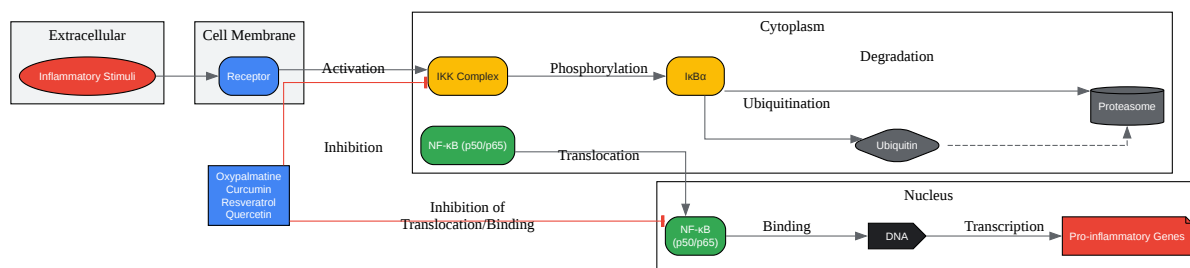 Extracellular
Cell Membrane
Cytoplasm
Inflammatory Stimuli
Receptor
Activation
IKK Complex
Phosphorylation
IκBα
Degradation
Ubiquitination
Proteasome
Inhibition
NF-κB (p50/p65)
Translocation
Ubiquitin
Oxypalmatine
Curcumin
Resveratrol
Quercetin
Inhibition of
Translocation/Binding
Nucleus
NF-κB
(p50/p65)
Binding
DNA
Transcription
Pro-inflammatory Genes